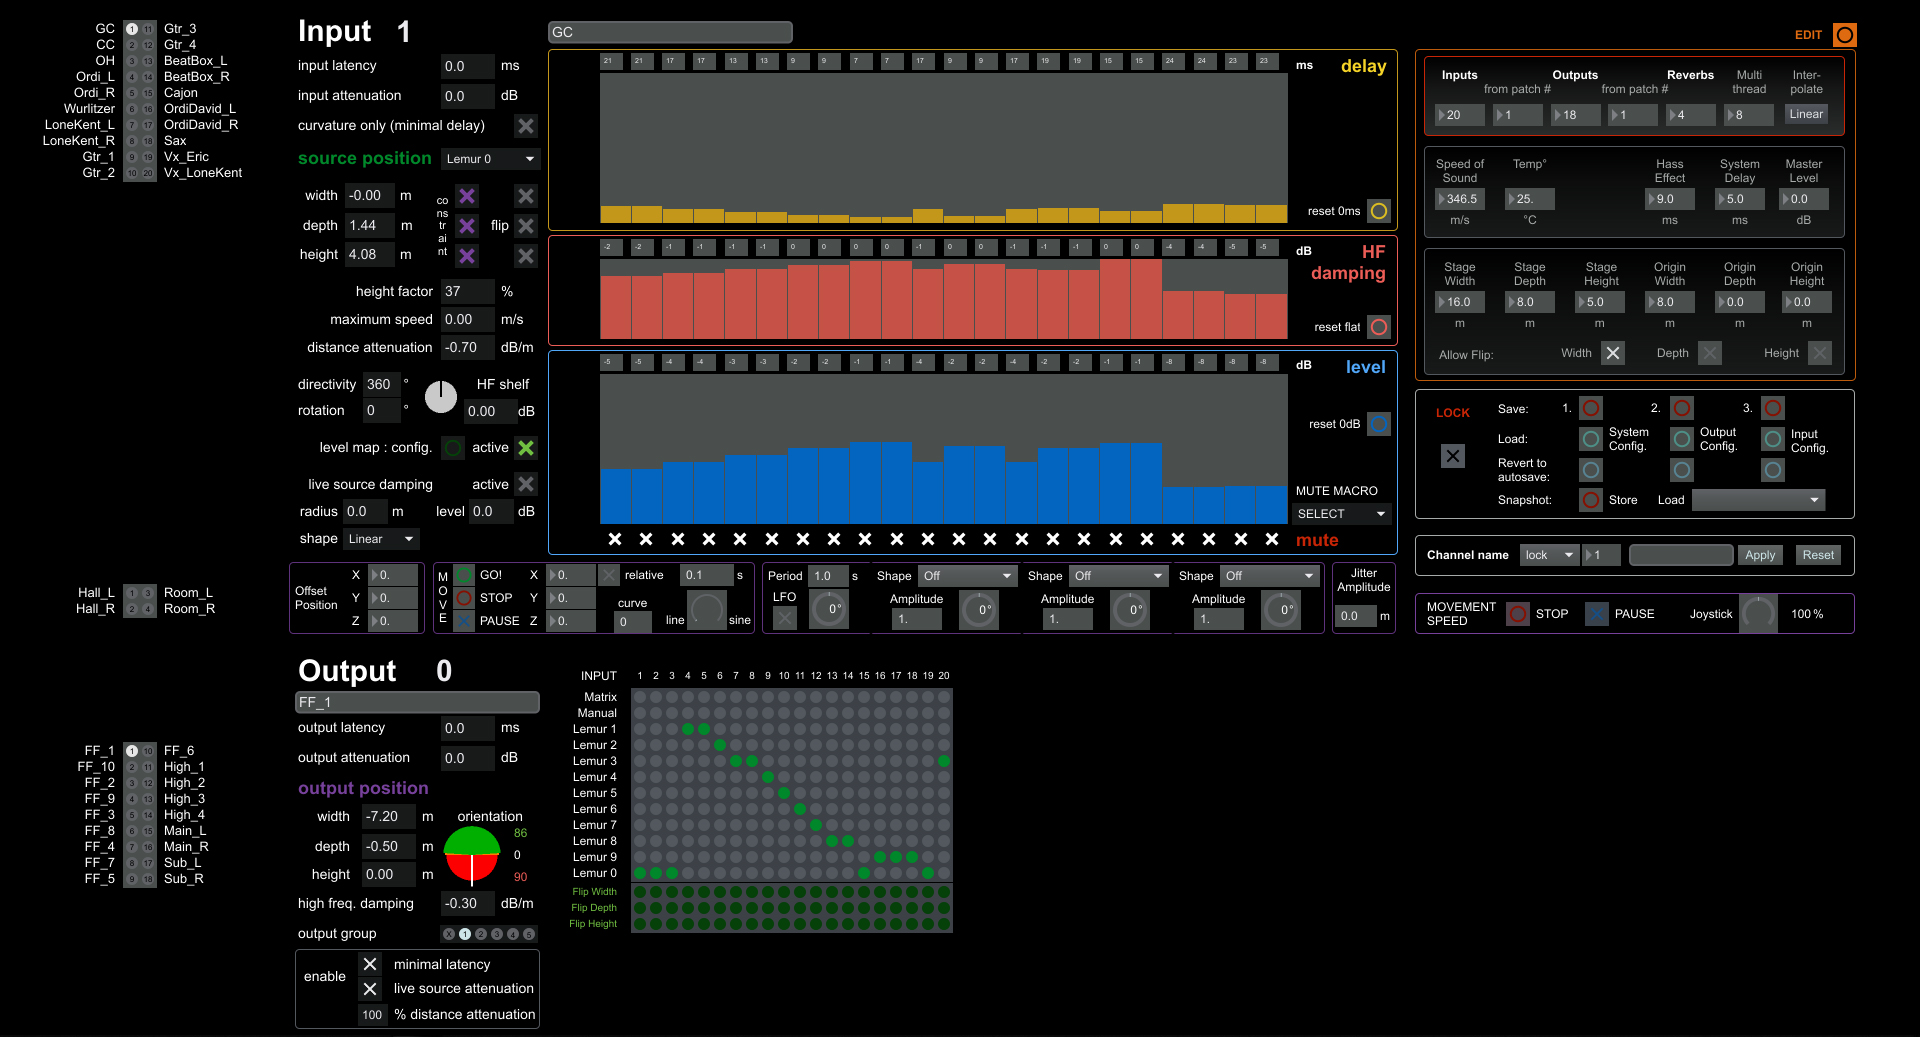 GC 1 11 Gtr_3
CC 2 12 Gtr_4
OH 3 13 BeatBox_L
Ordi_L 4 14 BeatBox_R
Ordi_R 5 15 Cajon
Wurlitzer 6 16 OrdiDavid_L
LoneKent_L 7 17 OrdiDavid_R
LoneKent_R 8 18 Sax
Gtr_1 9 19 Vx_Eric
Gtr_2 10 20 Vx_LoneKent
Hall_L 1 3 Room_L
Hall_R 2 4 Room_R
FF_1 1 10 FF_6
FF_10 2 11 High_1
FF_2 3 12 High_2
FF_9 4 13 High_3
FF_3 5 14 High_4
FF_8 6 15 Main_L
FF_4 7 16 Main_R
FF_7 8 17 Sub_L
FF_5 9 18 Sub_R
Input 1
input latency 0.0 ms
input attenuation 0.0 dB
curvature only (minimal delay)
source position Lemur 0
width -0.00 m
depth 1.44 m
height 4.08 m
constraint
flip
height factor 37 %
maximum speed 0.00 m/s
distance attenuation -0.70 dB/m
directivity 360 °
rotation 0 °
HF shelf
0.00 dB
level map : config. active
live source damping active
radius 0.0 m level 0.0 dB
shape Linear
GC
21 21 17 17 13 13 9 9 7 7 17 9 9 17 19 19 15 15 24 24 23 23 ms delay
reset 0ms
-2 -2 -1 -1 -1 -1 0 0 0 0 -1 0 0 -1 -1 -1 0 0 -4 -4 -5 -5 dB HF
damping
reset flat
-5 -5 -4 -4 -3 -3 -2 -2 -1 -1 -4 -2 -2 -4 -2 -2 -1 -1 -8 -8 -8 -8 dB level
reset 0dB
MUTE MACRO
SELECT
mute
Offset
Position
X 0.
Y 0.
Z 0.
MOVE
GO! X 0. relative 0.1 s
STOP Y 0. curve
PAUSE Z 0. 0 line sine
Period 1.0 s Shape Off Shape Off Shape Off
LFO 0° Amplitude 0° Amplitude 0° Amplitude 0°
1. 1. 1.
Jitter
Amplitude
0.0 m
EDIT
Inputs Outputs Reverbs Multi Inter-
from patch # from patch # thread polate
20 1 18 1 4 8 Linear
Speed of Temp° Hass System Master
Sound Effect Delay Level
346.5 25. 9.0 5.0 0.0
m/s °C ms ms dB
Stage Stage Stage Origin Origin Origin
Width Depth Height Width Depth Height
16.0 8.0 5.0 8.0 0.0 0.0
m m m m m m
Allow Flip: Width Depth Height
LOCK
Save: 1. 2. 3.
Load: System Config. Output Config. Input Config.
Revert to
autosave:
Snapshot: Store Load
Channel name lock 1 Apply Reset
MOVEMENT
SPEED STOP PAUSE Joystick 100 %
Output 0
FF_1
output latency 0.0 ms
output attenuation 0.0 dB
output position
width -7.20 m orientation
86
depth -0.50 m 0
height 0.00 m 90
high freq. damping -0.30 dB/m
output group X 1 2 3 4 5
enable
minimal latency
live source attenuation
100 % distance attenuation
INPUT 1 2 3 4 5 6 7 8 9 10 11 12 13 14 15 16 17 18 19 20
Matrix
Manual
Lemur 1
Lemur 2
Lemur 3
Lemur 4
Lemur 5
Lemur 6
Lemur 7
Lemur 8
Lemur 9
Lemur 0
Flip Width
Flip Depth
Flip Height